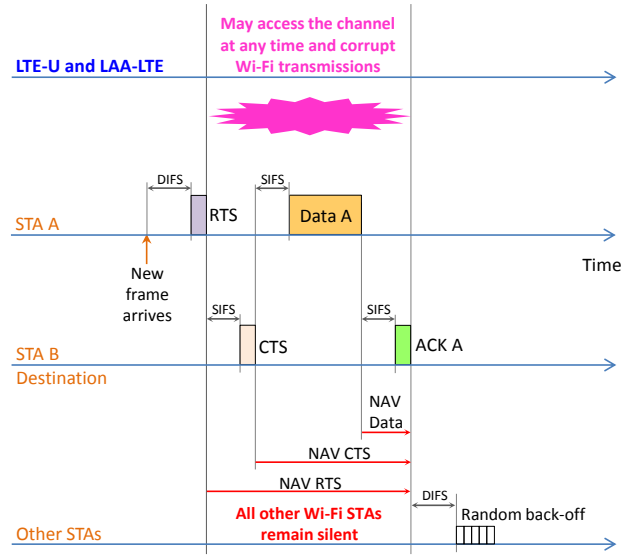 May access the channel
at any time and corrupt
Wi-Fi transmissions
LTE-U and LAA-LTE
DIFS
SIFS
RTS
Data A
STA A
Time
New
frame
arrives
SIFS
SIFS
CTS
ACK A
STA B
Destination
NAV
Data
NAV CTS
NAV RTS
DIFS
All other Wi-Fi STAs
remain silent
Random back-off
Other STAs